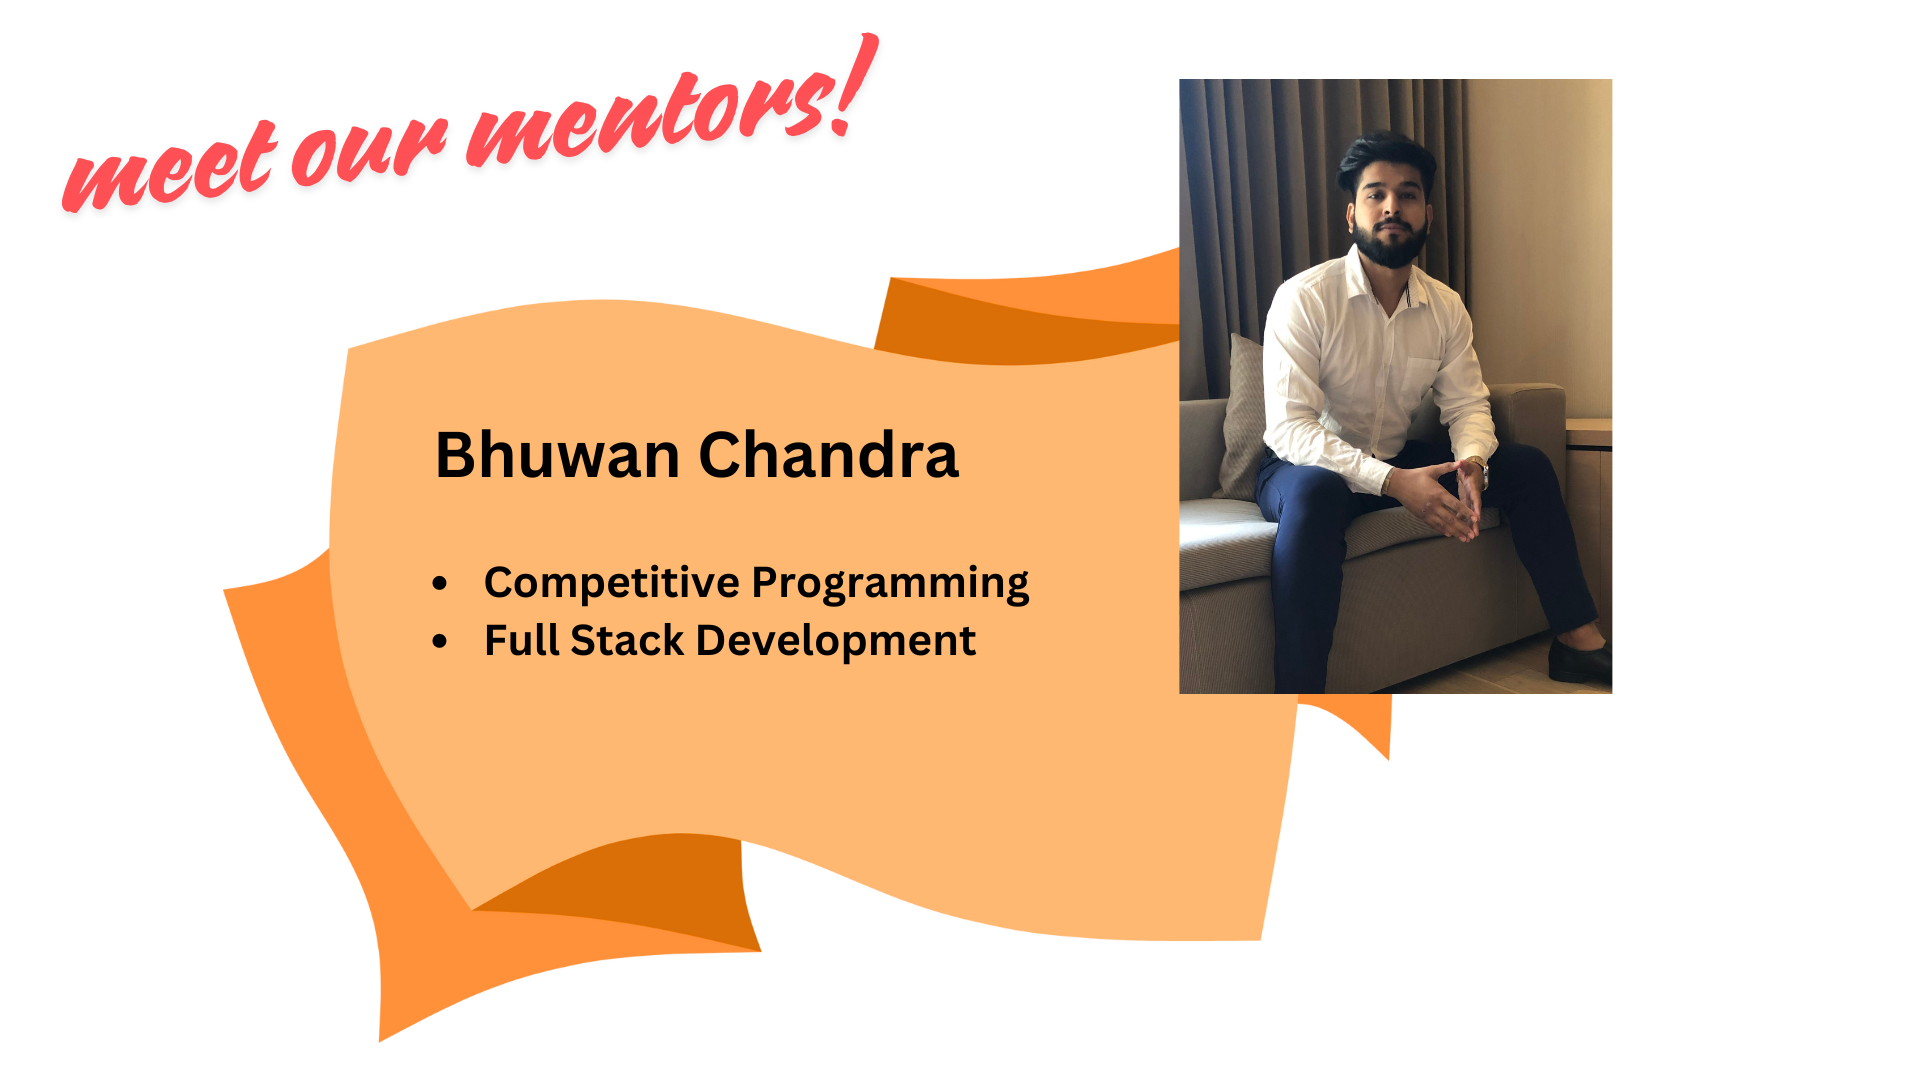 meet our mentors!
Bhuwan Chandra
• Competitive Programming
• Full Stack Development